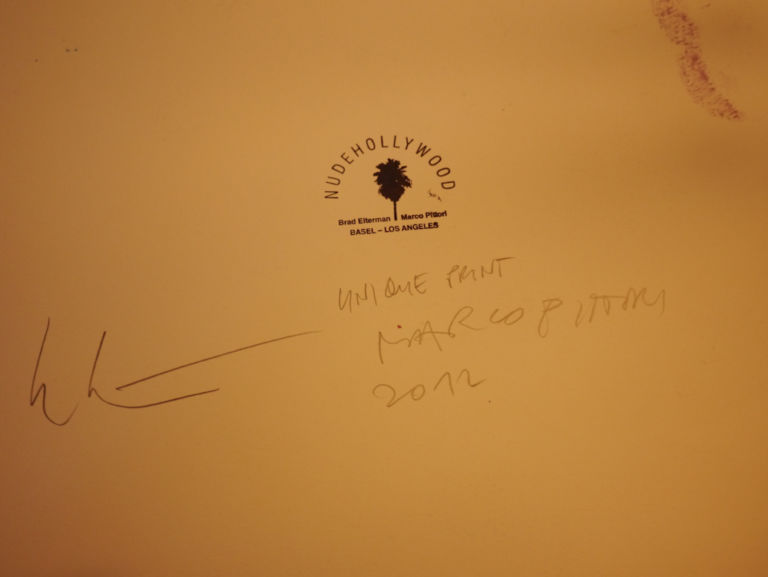 NUDEHOLLYWOOD
Brad Elterman Marco Pittori
BASEL – LOS ANGELES
UNIQUE PRINT
MARCO PITTORI
2012